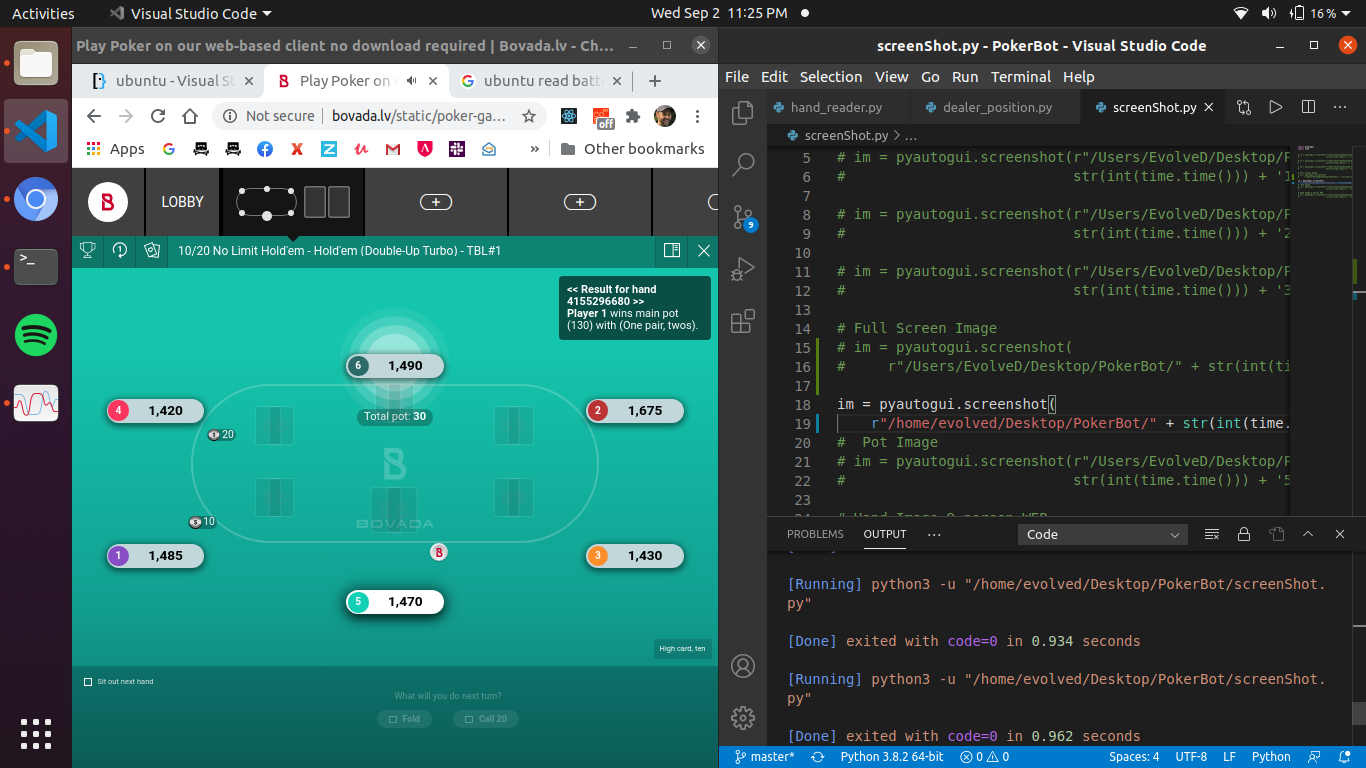 Activities
Visual Studio Code
Wed Sep 2 11:25 PM
16 %
Play Poker on our web-based client no download required | Bovada.lv - Ch...
ubuntu - Visual St
Play Poker on
ubuntu read batt
Not secure
bovada.lv/static/poker-ga...
off
Apps
»
Other bookmarks
LOBBY
10/20 No Limit Hold'em - Hold'em (Double-Up Turbo) - TBL#1
<< Result for hand
4155296680 >>
Player 1 wins main pot
(130) with (One pair, twos).
6 1,490
4 1,420
2 1,675
Total pot: 30
20
BOVADA
10
1 1,485
3 1,430
5 1,470
High card, ten
Sit out next hand
What will you do next turn?
Fold
Call 20
screenShot.py - PokerBot - Visual Studio Code
File Edit Selection View Go Run Terminal Help
hand_reader.py
dealer_position.py
screenShot.py
screenShot.py > ...
9
5 # im = pyautogui.screenshot(r"/Users/EvolveD/Desktop/P
6 # str(int(time.time())) + '1
7
8 # im = pyautogui.screenshot(r"/Users/EvolveD/Desktop/P
9 # str(int(time.time())) + '2
10
11 # im = pyautogui.screenshot(r"/Users/EvolveD/Desktop/P
12 # str(int(time.time())) + '3
13
14 # Full Screen Image
15 # im = pyautogui.screenshot(
16 # r"/Users/EvolveD/Desktop/PokerBot/" + str(int(ti
17
18 im = pyautogui.screenshot(
19 r"/home/evolved/Desktop/PokerBot/" + str(int(time.
20 # Pot Image
21 # im = pyautogui.screenshot(r"/Users/EvolveD/Desktop/P
22 # str(int(time.time())) + '5
23
PROBLEMS OUTPUT ... Code
[Running] python3 -u "/home/evolved/Desktop/PokerBot/screenShot.
py"
[Done] exited with code=0 in 0.934 seconds
[Running] python3 -u "/home/evolved/Desktop/PokerBot/screenShot.
py"
[Done] exited with code=0 in 0.962 seconds
master*
Python 3.8.2 64-bit
0
0
Spaces: 4
UTF-8
LF
Python